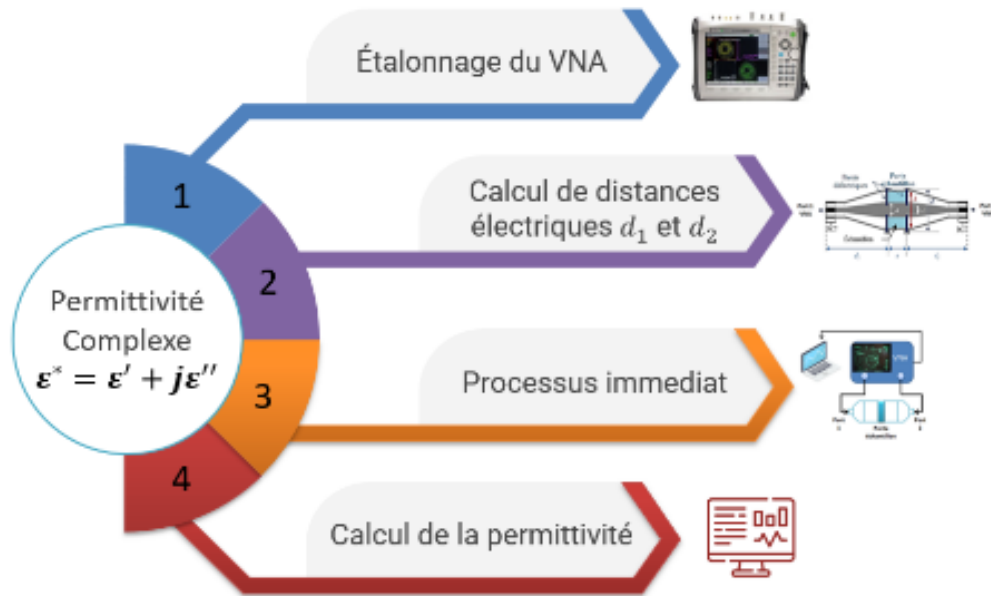 Étalonnage du VNA
1
Calcul de distances
électriques d₁ et d₂
2
Permittivité
Complexe
ε* = ε′ + jε′′
Processus immediat
VNA
3
4
Calcul de la permittivité